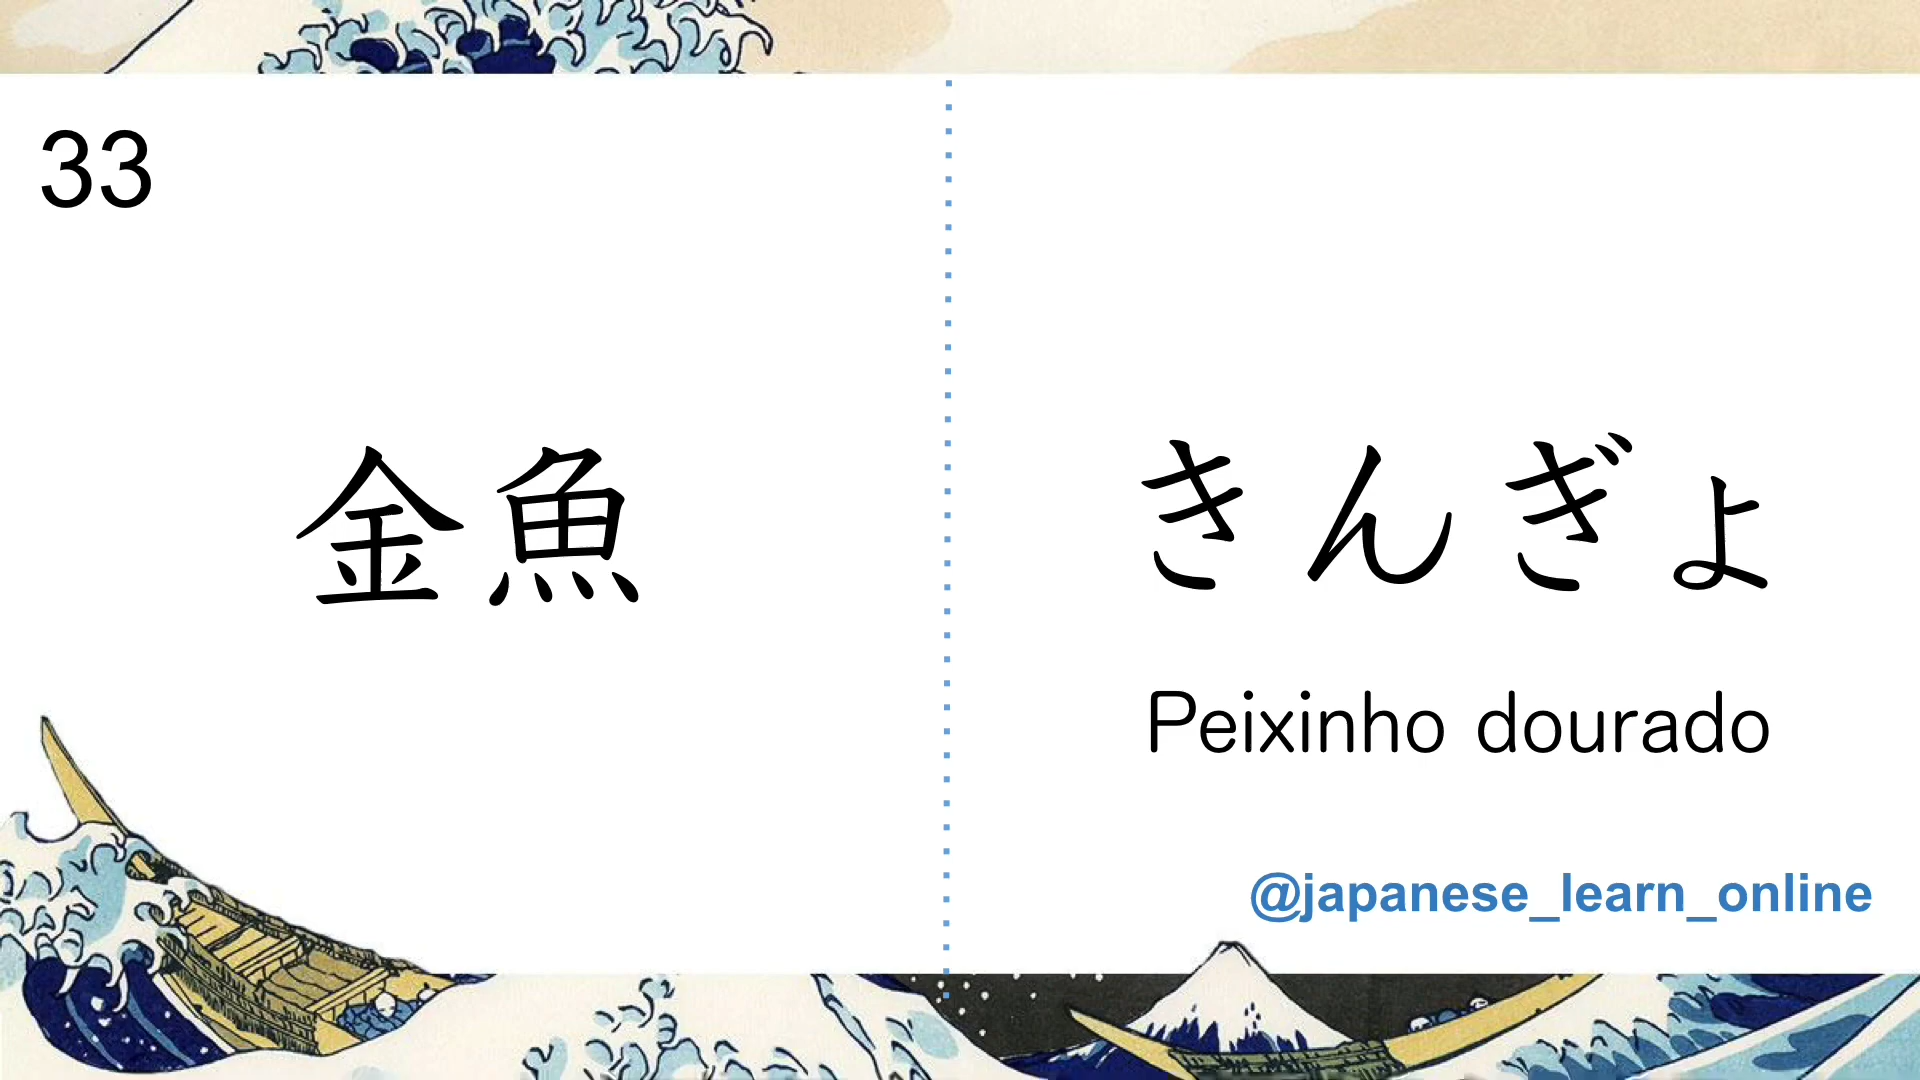 33
金魚
きんぎょ
Peixinho dourado
@japanese_learn_online